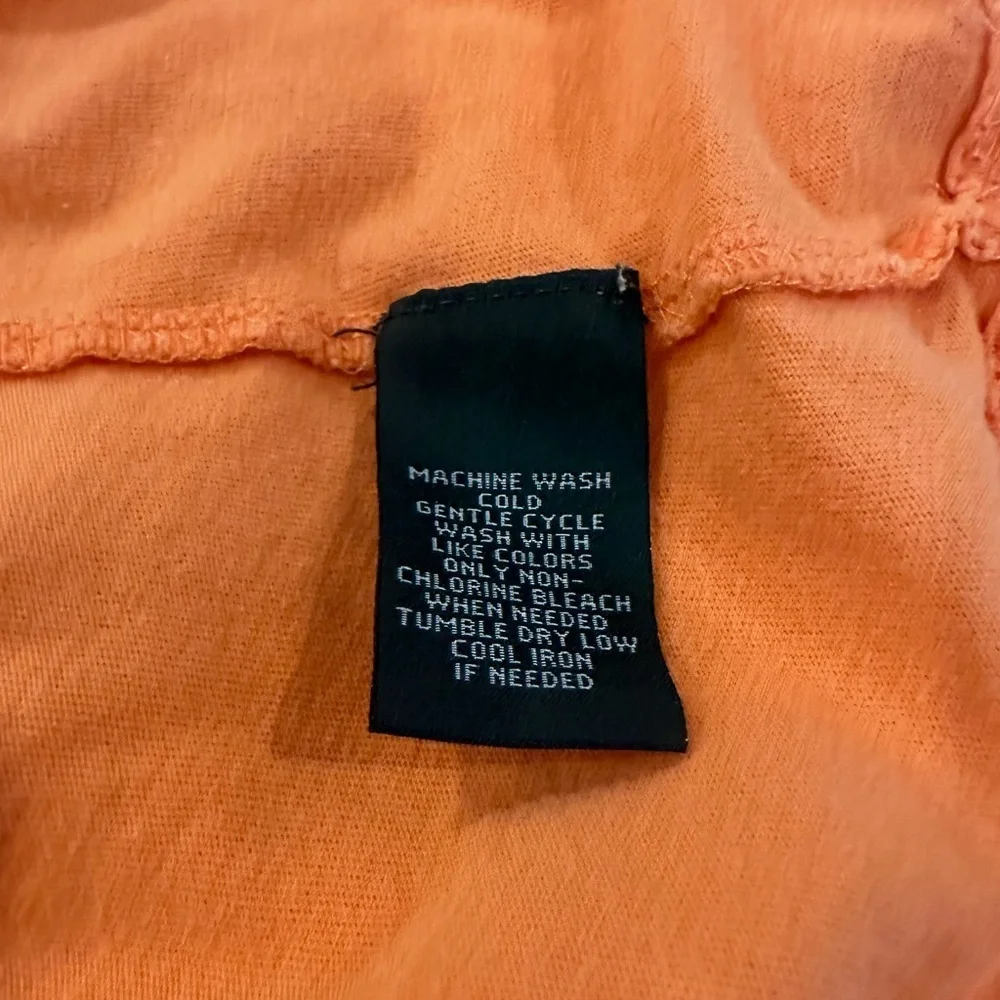 MACHINE WASH
COLD
GENTLE CYCLE
WASH WITH
LIKE COLORS
ONLY NON-
CHLORINE BLEACH
WHEN NEEDED
TUMBLE DRY LOW
COOL IRON
IF NEEDED